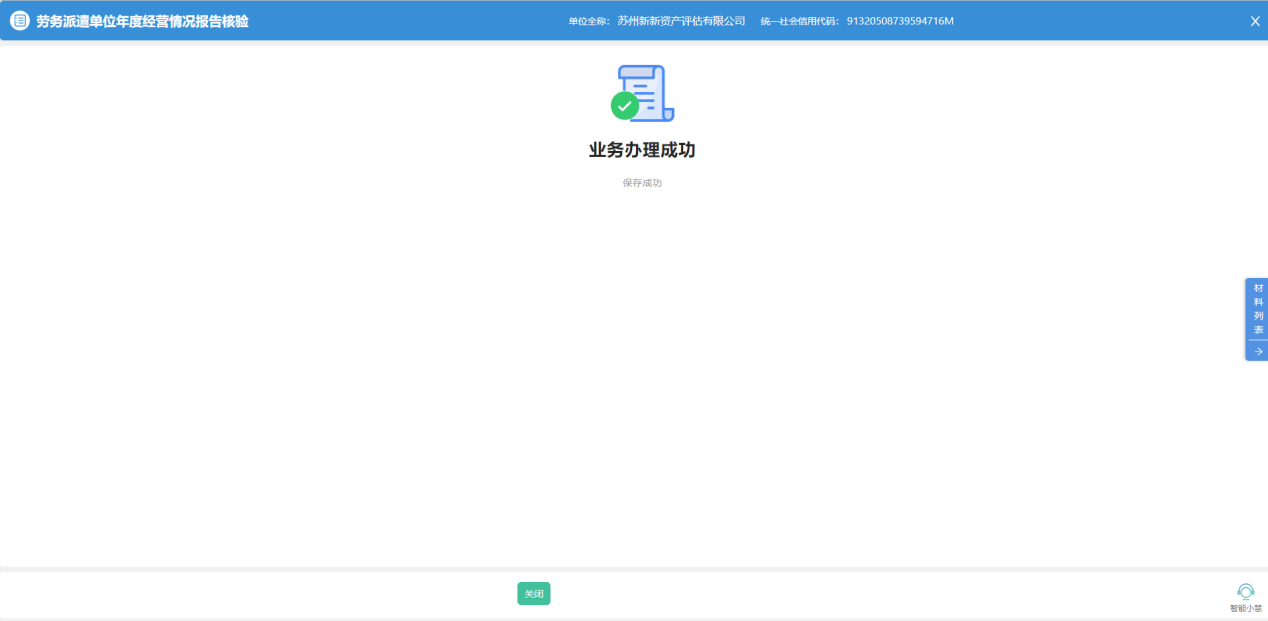 劳务派遣单位年度经营情况报告核验
单位全称： 苏州新新资产评估有限公司 统一社会信用代码： 91320508739594716M
X
业务办理成功
保存成功
材料列表
关闭
智能小慧